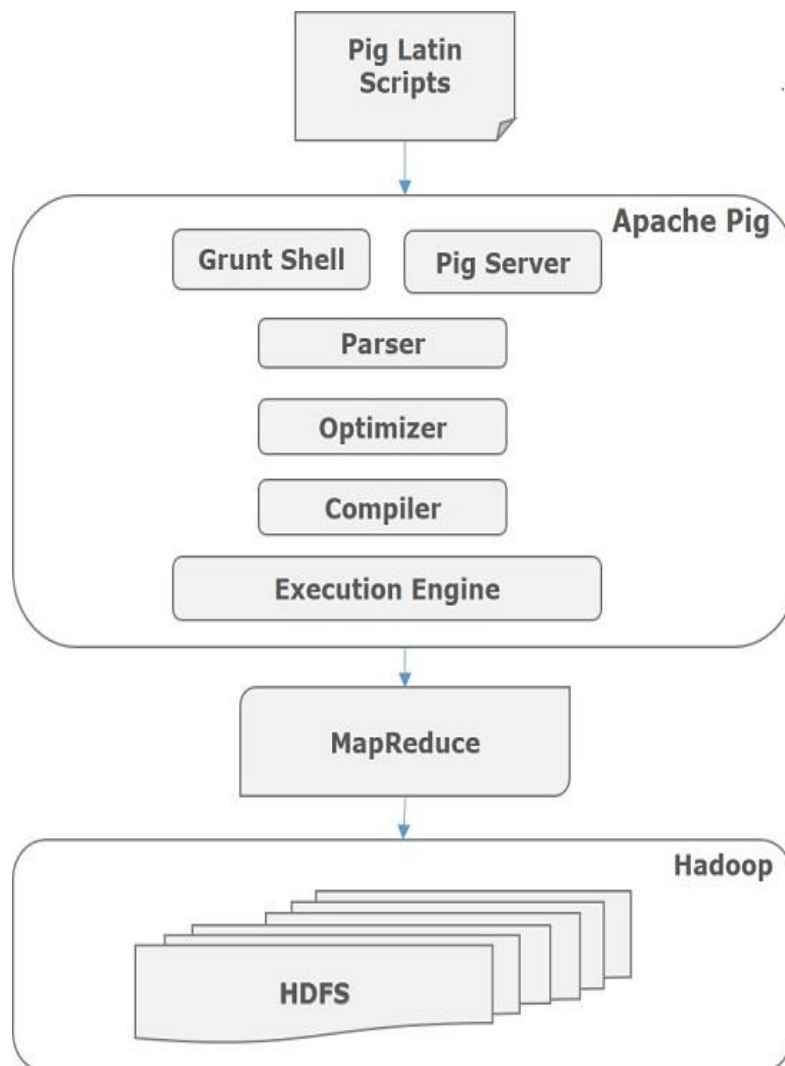 Pig Latin
Scripts
Apache Pig
Grunt Shell
Pig Server
Parser
Optimizer
Compiler
Execution Engine
MapReduce
Hadoop
HDFS